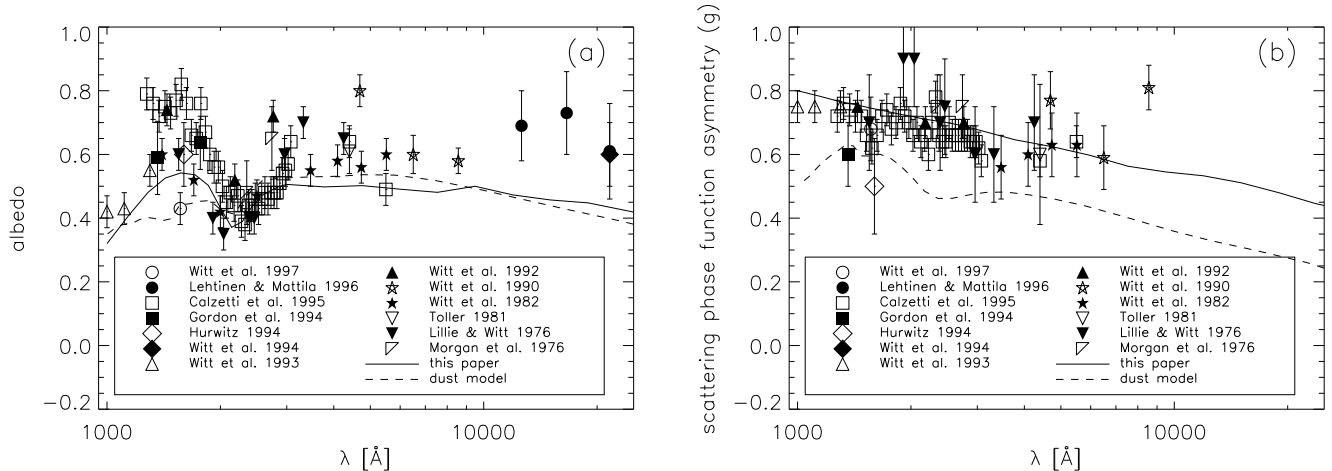 (a)
albedo
1.0
0.8
0.6
0.4
0.2
0.0
-0.2
Witt et al. 1997
Lehtinen & Mattila 1996
Calzetti et al. 1995
Gordon et al. 1994
Hurwitz 1994
Witt et al. 1994
Witt et al. 1993
Witt et al. 1992
Witt et al. 1990
Witt et al. 1982
Toller 1981
Lillie & Witt 1976
Morgan et al. 1976
this paper
dust model
1000
10000
λ [Å]
(b)
scattering phase function asymmetry (g)
1.0
0.8
0.6
0.4
0.2
0.0
-0.2
Witt et al. 1997
Lehtinen & Mattila 1996
Calzetti et al. 1995
Gordon et al. 1994
Hurwitz 1994
Witt et al. 1994
Witt et al. 1993
Witt et al. 1992
Witt et al. 1990
Witt et al. 1982
Toller 1981
Lillie & Witt 1976
Morgan et al. 1976
this paper
dust model
1000
10000
λ [Å]